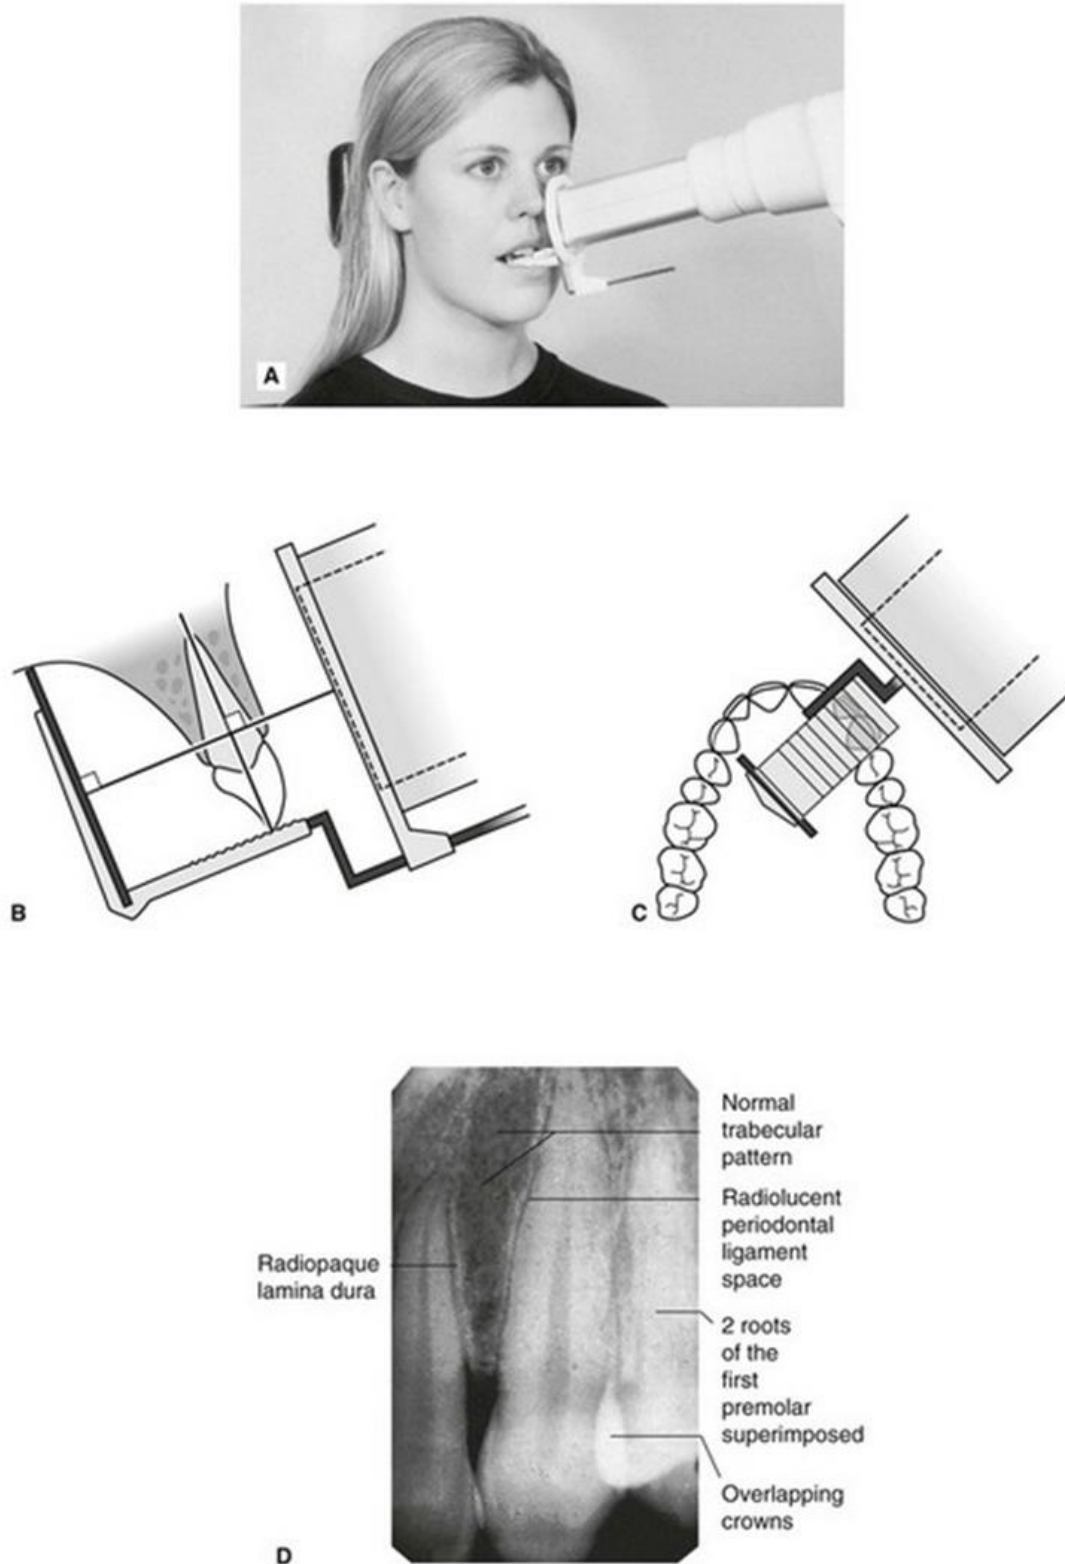 A
B
C
Normal
trabecular
pattern
Radiolucent
periodontal
ligament
space
Radiopaque
lamina dura
2 roots
of the
first
premolar
superimposed
Overlapping
crowns
D